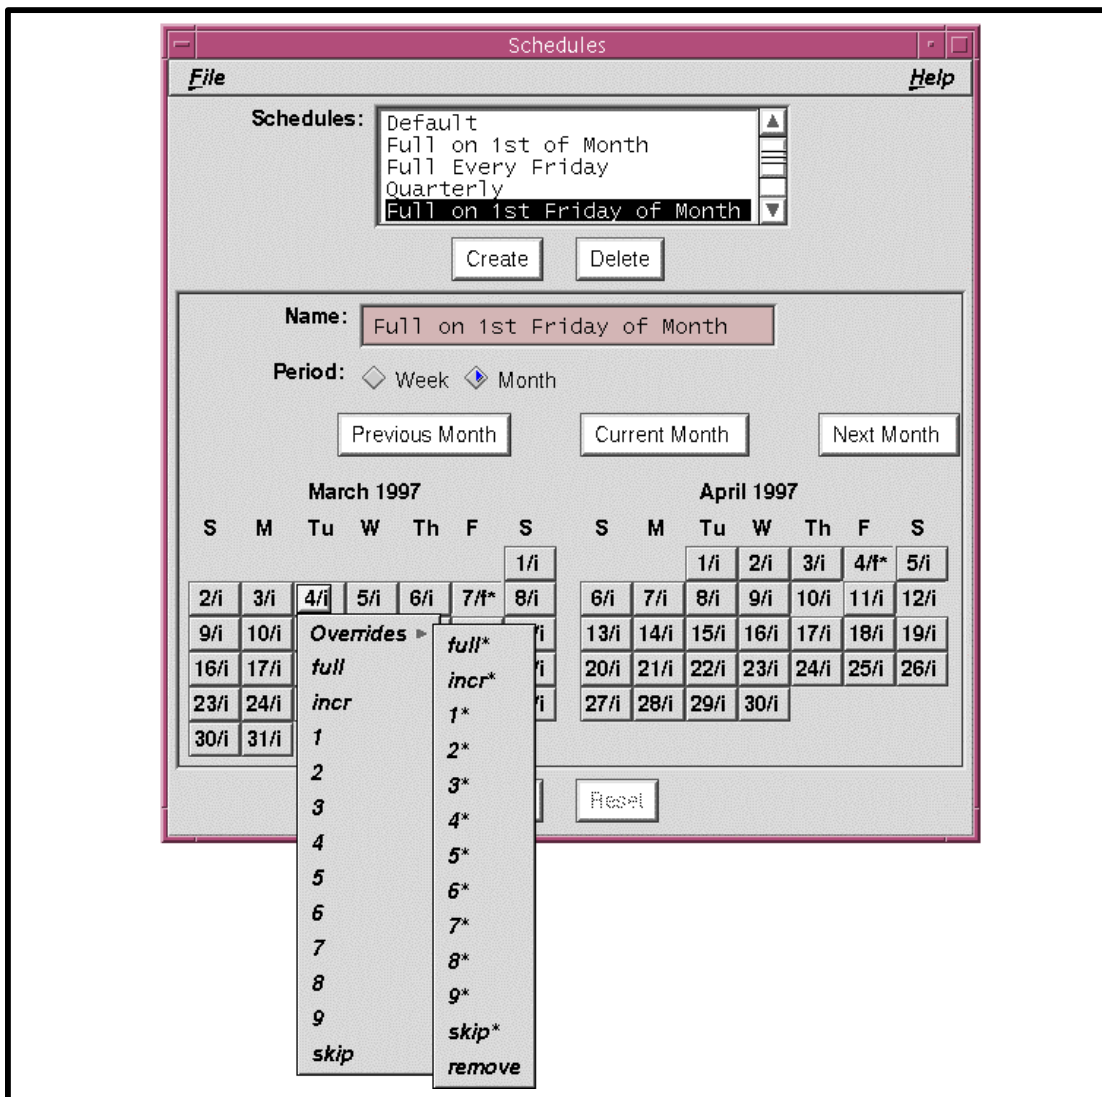 Schedules
File Help
Schedules: Default
Full on 1st of Month
Full Every Friday
Quarterly
Full on 1st Friday of Month
Create Delete
Name: Full on 1st Friday of Month
Period: Week Month
Previous Month Current Month Next Month
March 1997 April 1997
S M Tu W Th F S S M Tu W Th F S
1/i 1/i 2/i 3/i 4/f* 5/i
2/i 3/i 4/i 5/i 6/i 7/f* 8/i 6/i 7/i 8/i 9/i 10/i 11/i 12/i
9/i 10/i 13/i 14/i 15/i 16/i 17/i 18/i 19/i
16/i 17/i 20/i 21/i 22/i 23/i 24/i 25/i 26/i
23/i 24/i 27/i 28/i 29/i 30/i
30/i 31/i
Reset
Overrides
full
incr
1
2
3
4
5
6
7
8
9
skip
full*
incr*
1*
2*
3*
4*
5*
6*
7*
8*
9*
skip*
remove